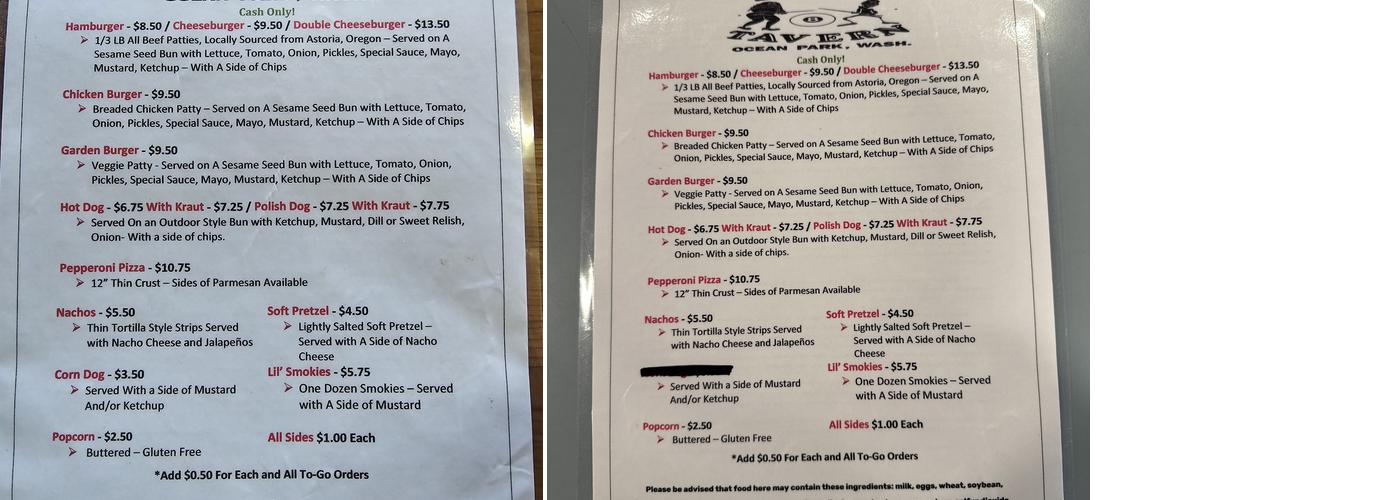 Cash Only!
Hamburger - $8.50 / Cheeseburger - $9.50 / Double Cheeseburger - $13.50
➢ 1/3 LB All Beef Patties, Locally Sourced from Astoria, Oregon – Served on A
Sesame Seed Bun with Lettuce, Tomato, Onion, Pickles, Special Sauce, Mayo,
Mustard, Ketchup – With A Side of Chips
Chicken Burger - $9.50
➢ Breaded Chicken Patty – Served on A Sesame Seed Bun with Lettuce, Tomato,
Onion, Pickles, Special Sauce, Mayo, Mustard, Ketchup – With A Side of Chips
Garden Burger - $9.50
➢ Veggie Patty - Served on A Sesame Seed Bun with Lettuce, Tomato, Onion,
Pickles, Special Sauce, Mayo, Mustard, Ketchup – With A Side of Chips
Hot Dog - $6.75 With Kraut - $7.25 / Polish Dog - $7.25 With Kraut - $7.75
➢ Served On an Outdoor Style Bun with Ketchup, Mustard, Dill or Sweet Relish,
Onion- With a side of chips.
Pepperoni Pizza - $10.75
➢ 12” Thin Crust – Sides of Parmesan Available
Nachos - $5.50
➢ Thin Tortilla Style Strips Served
with Nacho Cheese and Jalapeños
Soft Pretzel - $4.50
➢ Lightly Salted Soft Pretzel –
Served with A Side of Nacho
Cheese
Corn Dog - $3.50
➢ Served With a Side of Mustard
And/or Ketchup
Lil’ Smokies - $5.75
➢ One Dozen Smokies – Served
with A Side of Mustard
Popcorn - $2.50
➢ Buttered – Gluten Free
All Sides $1.00 Each
*Add $0.50 For Each and All To-Go Orders
TAVERN
OCEAN PARK, WASH.
Cash Only!
Hamburger - $8.50 / Cheeseburger - $9.50 / Double Cheeseburger - $13.50
➢ 1/3 LB All Beef Patties, Locally Sourced from Astoria, Oregon – Served on A
Sesame Seed Bun with Lettuce, Tomato, Onion, Pickles, Special Sauce, Mayo,
Mustard, Ketchup – With A Side of Chips
Chicken Burger - $9.50
➢ Breaded Chicken Patty – Served on A Sesame Seed Bun with Lettuce, Tomato,
Onion, Pickles, Special Sauce, Mayo, Mustard, Ketchup – With A Side of Chips
Garden Burger - $9.50
➢ Veggie Patty - Served on A Sesame Seed Bun with Lettuce, Tomato, Onion,
Pickles, Special Sauce, Mayo, Mustard, Ketchup – With A Side of Chips
Hot Dog - $6.75 With Kraut - $7.25 / Polish Dog - $7.25 With Kraut - $7.75
➢ Served On an Outdoor Style Bun with Ketchup, Mustard, Dill or Sweet Relish,
Onion- With a side of chips.
Pepperoni Pizza - $10.75
➢ 12” Thin Crust – Sides of Parmesan Available
Nachos - $5.50
➢ Thin Tortilla Style Strips Served
with Nacho Cheese and Jalapeños
Soft Pretzel - $4.50
➢ Lightly Salted Soft Pretzel –
Served with A Side of Nacho
Cheese
➢ Served With a Side of Mustard
And/or Ketchup
Lil’ Smokies - $5.75
➢ One Dozen Smokies – Served
with A Side of Mustard
Popcorn - $2.50
➢ Buttered – Gluten Free
All Sides $1.00 Each
*Add $0.50 For Each and All To-Go Orders
Please be advised that food here may contain these ingredients: milk, eggs, wheat, soybean,